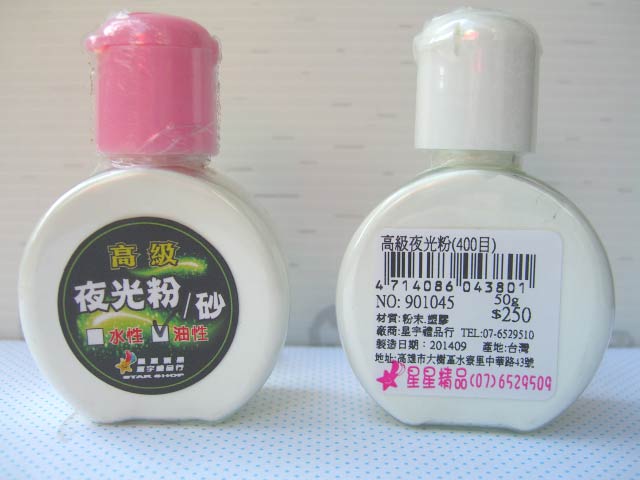 高級
夜光粉/砂
水性 油性
星宇禮品行
STAR SHOP
高級夜光粉(400目)
4714086043801
50g
NO: 901045
$250
材質:粉末.塑膠
廠商:星宇禮品行 TEL:07-6529510
製造日期:201409 產地:台灣
地址:高雄市大樹區水寮里中華路43號
星星精品(07)6529509